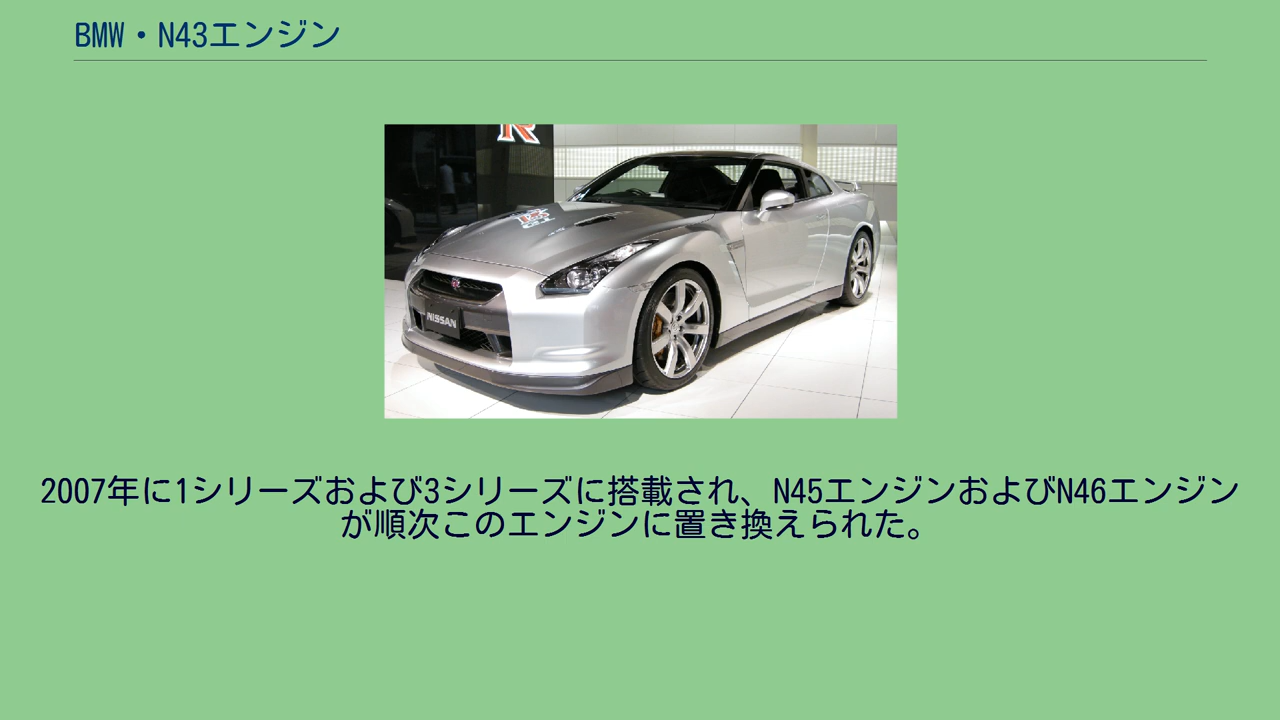 BMW・N43エンジン
R
NISSAN
2007年に1シリーズおよび3シリーズに搭載され、N45エンジンおよびN46エンジン
が順次このエンジンに置き換えられた。